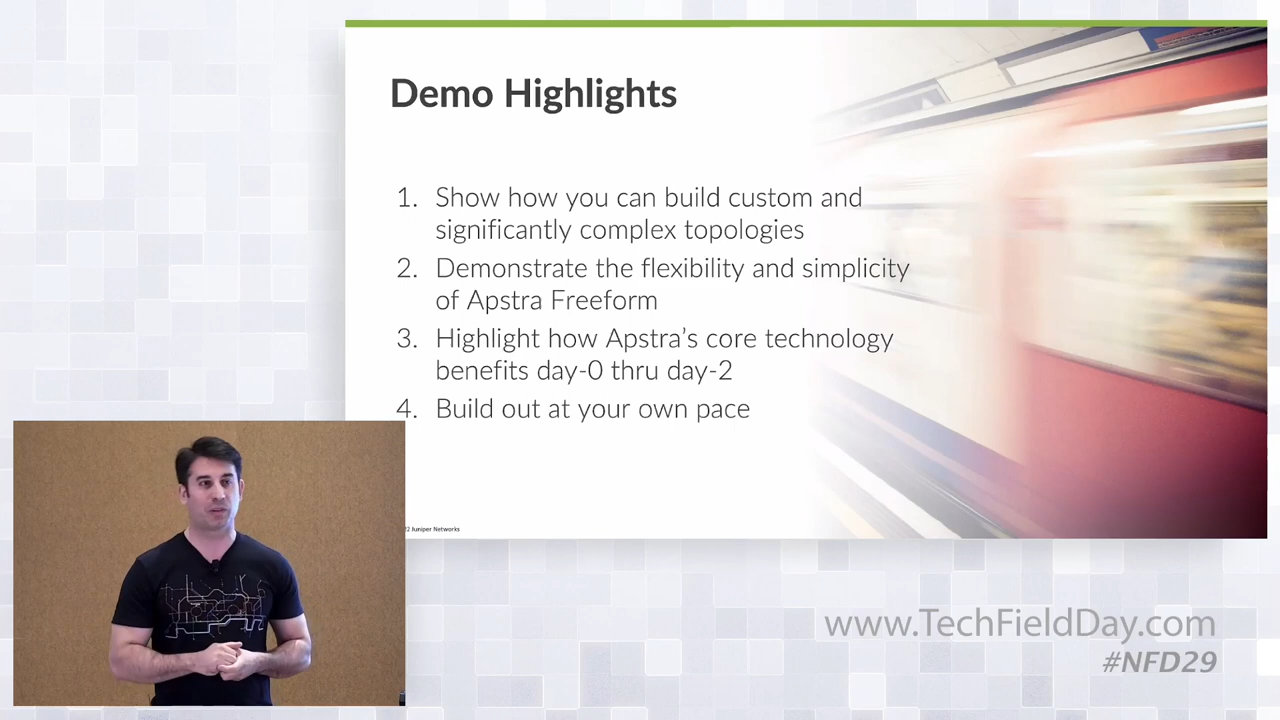 Demo Highlights
1. Show how you can build custom and
significantly complex topologies
2. Demonstrate the flexibility and simplicity
of Apstra Freeform
3. Highlight how Apstra’s core technology
benefits day-0 thru day-2
4. Build out at your own pace
2 Juniper Networks
www.TechFieldDay.com
#NFD29